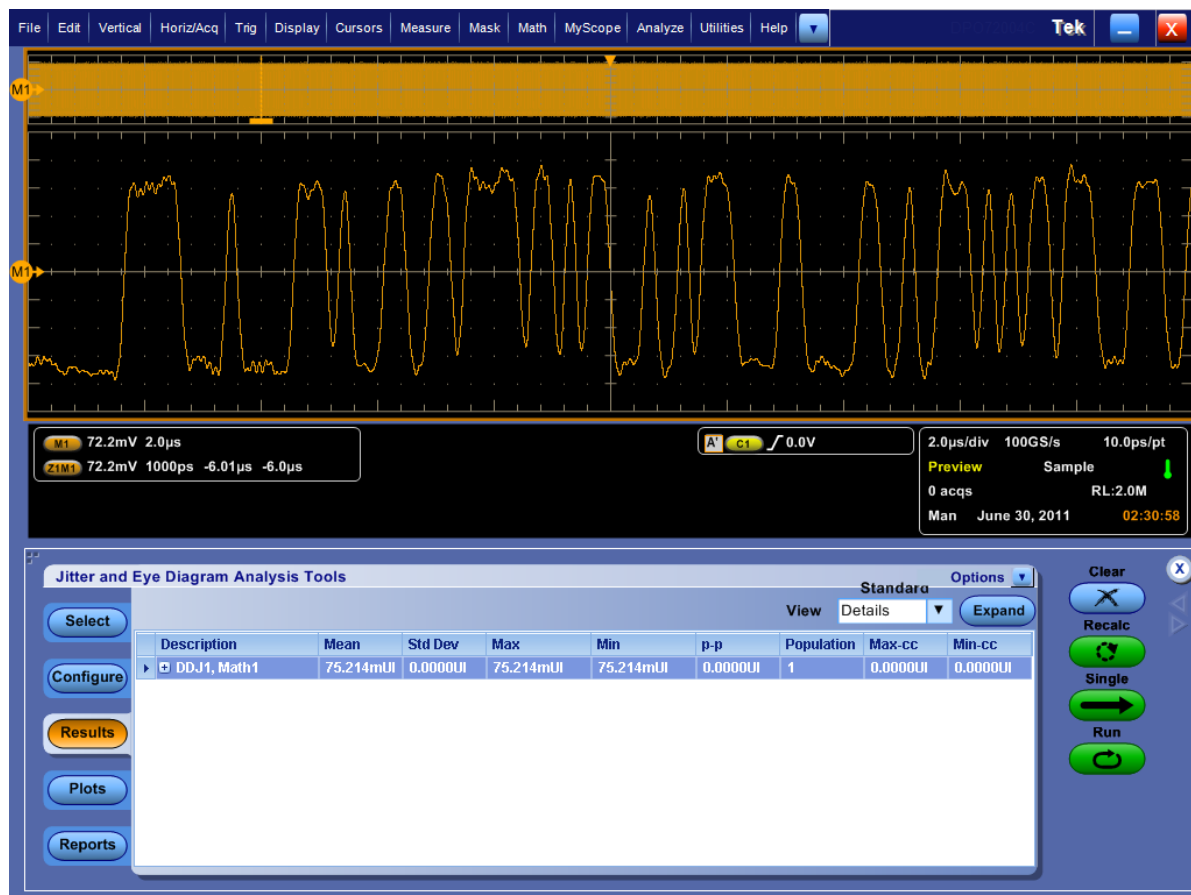 File Edit Vertical Horiz/Acq Trig Display Cursors Measure Mask Math MyScope Analyze Utilities Help Tek X
M1
M1
M1 72.2mV 2.0µs
Z1M1 72.2mV 1000ps -6.01µs -6.0µs
A' C1 0.0V
2.0µs/div 100GS/s 10.0ps/pt
Preview Sample
0 acqs RL:2.0M
Man June 30, 2011 02:30:58
Jitter and Eye Diagram Analysis Tools
Options
Standard
View Details Expand
Select
Configure
Results
Plots
Reports
Description Mean Std Dev Max Min p-p Population Max-cc Min-cc
DDJ1, Math1 75.214mUI 0.0000UI 75.214mUI 75.214mUI 0.0000UI 1 0.0000UI 0.0000UI
Clear
X
Recalc
Single
Run